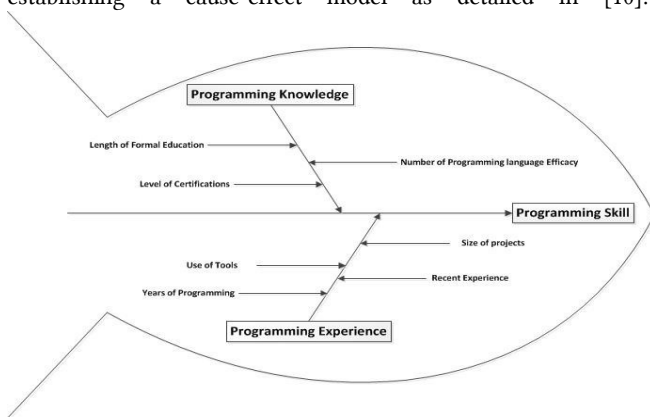 establishing a cause-effect model as detailed in [10].
Programming Knowledge
Length of Formal Education
Number of Programming language Efficacy
Level of Certifications
Programming Skill
Size of projects
Use of Tools
Recent Experience
Years of Programming
Programming Experience